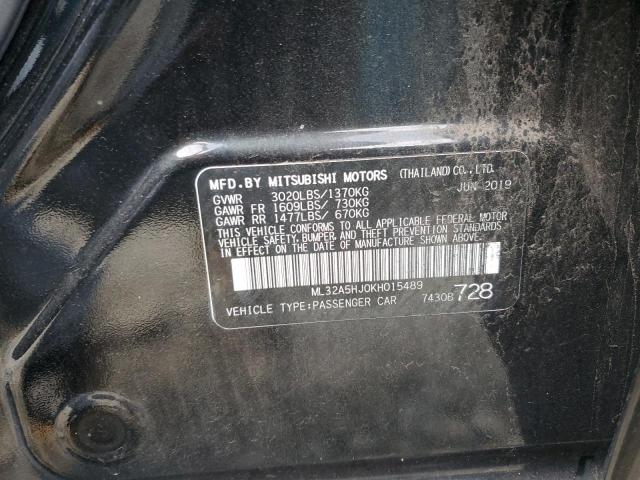 MFD.BY MITSUBISHI MOTORS (THAILAND)CO.,LTD.
JUN 2019
GVWR 3020LBS/1370KG
GAWR FR 1609LBS/ 730KG
GAWR RR 1477LBS/ 670KG
THIS VEHICLE CONFORMS TO ALL APPLICABLE FEDERAL MOTOR
VEHICLE SAFETY, BUMPER, AND THEFT PREVENTION STANDARDS
IN EFFECT ON THE DATE OF MANUFACTURE SHOWN ABOVE.
ML32A5HJ0KH015489
VEHICLE TYPE:PASSENGER CAR 7430B 728